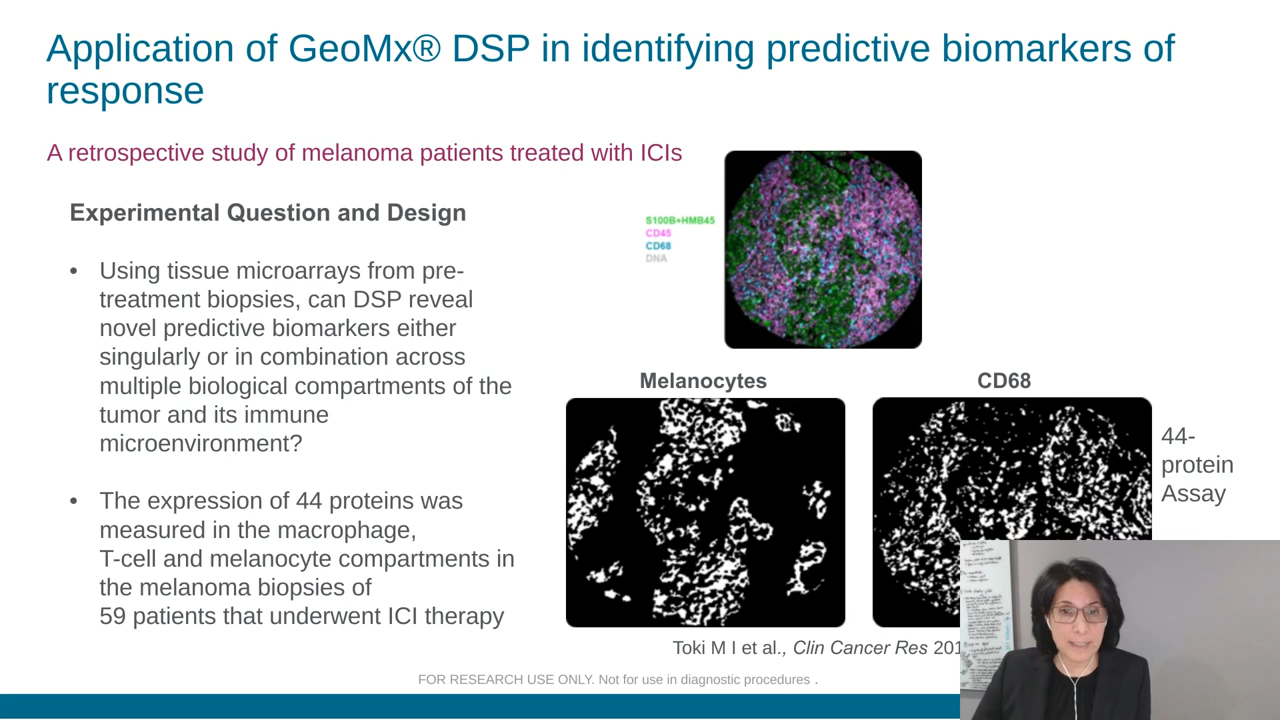 Application of GeoMx® DSP in identifying predictive biomarkers of
response
A retrospective study of melanoma patients treated with ICIs
Experimental Question and Design
• Using tissue microarrays from pre-
treatment biopsies, can DSP reveal
novel predictive biomarkers either
singularly or in combination across
multiple biological compartments of the
tumor and its immune
microenvironment?
• The expression of 44 proteins was
measured in the macrophage,
T-cell and melanocyte compartments in
the melanoma biopsies of
59 patients that underwent ICI therapy
S100B+HMB45
CD45
CD68
DNA
Melanocytes
CD68
44-
protein
Assay
Toki M I et al., Clin Cancer Res 201
FOR RESEARCH USE ONLY. Not for use in diagnostic procedures .